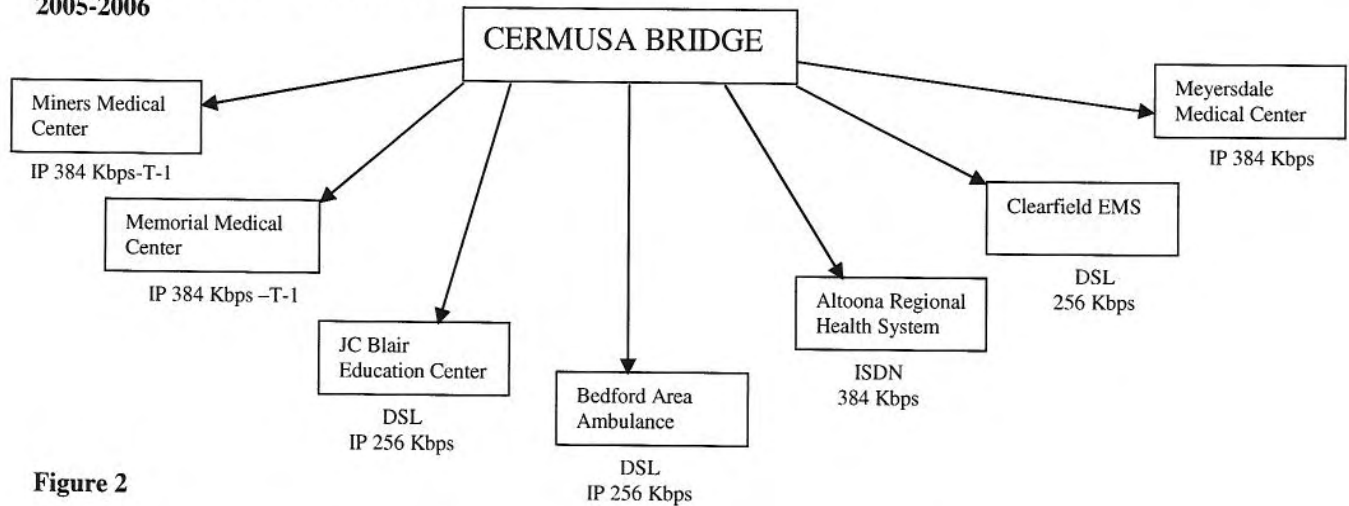 2005-2006
CERMUSA BRIDGE
Miners Medical
Center
IP 384 Kbps-T-1
Memorial Medical
Center
IP 384 Kbps –T-1
JC Blair
Education Center
DSL
IP 256 Kbps
Bedford Area
Ambulance
DSL
IP 256 Kbps
Altoona Regional
Health System
ISDN
384 Kbps
Clearfield EMS
DSL
256 Kbps
Meyersdale
Medical Center
IP 384 Kbps
Figure 2